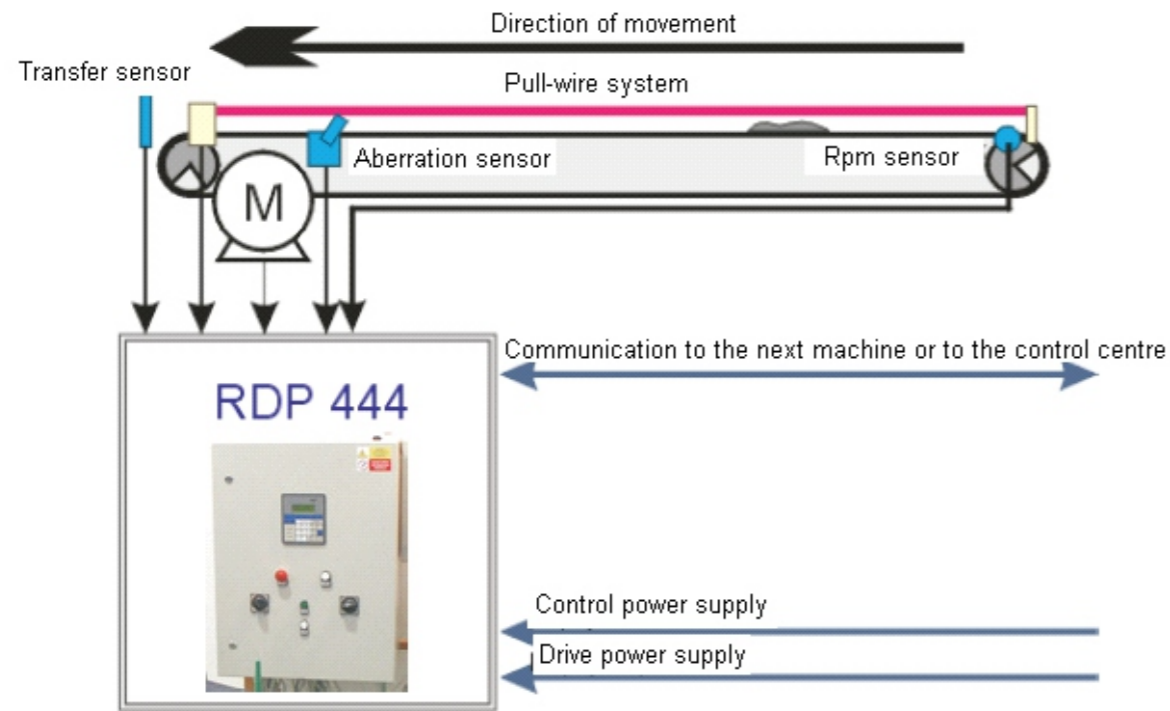 Direction of movement
Transfer sensor
Pull-wire system
Aberration sensor
Rpm sensor
M
Communication to the next machine or to the control centre
RDP 444
Control power supply
Drive power supply